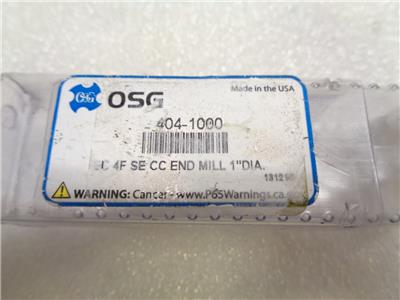 OSG
OSG
Made in the USA
404-1000
4F SE CC END MILL 1"DIA.
WARNING: Cancer - www.P65Warnings.ca.